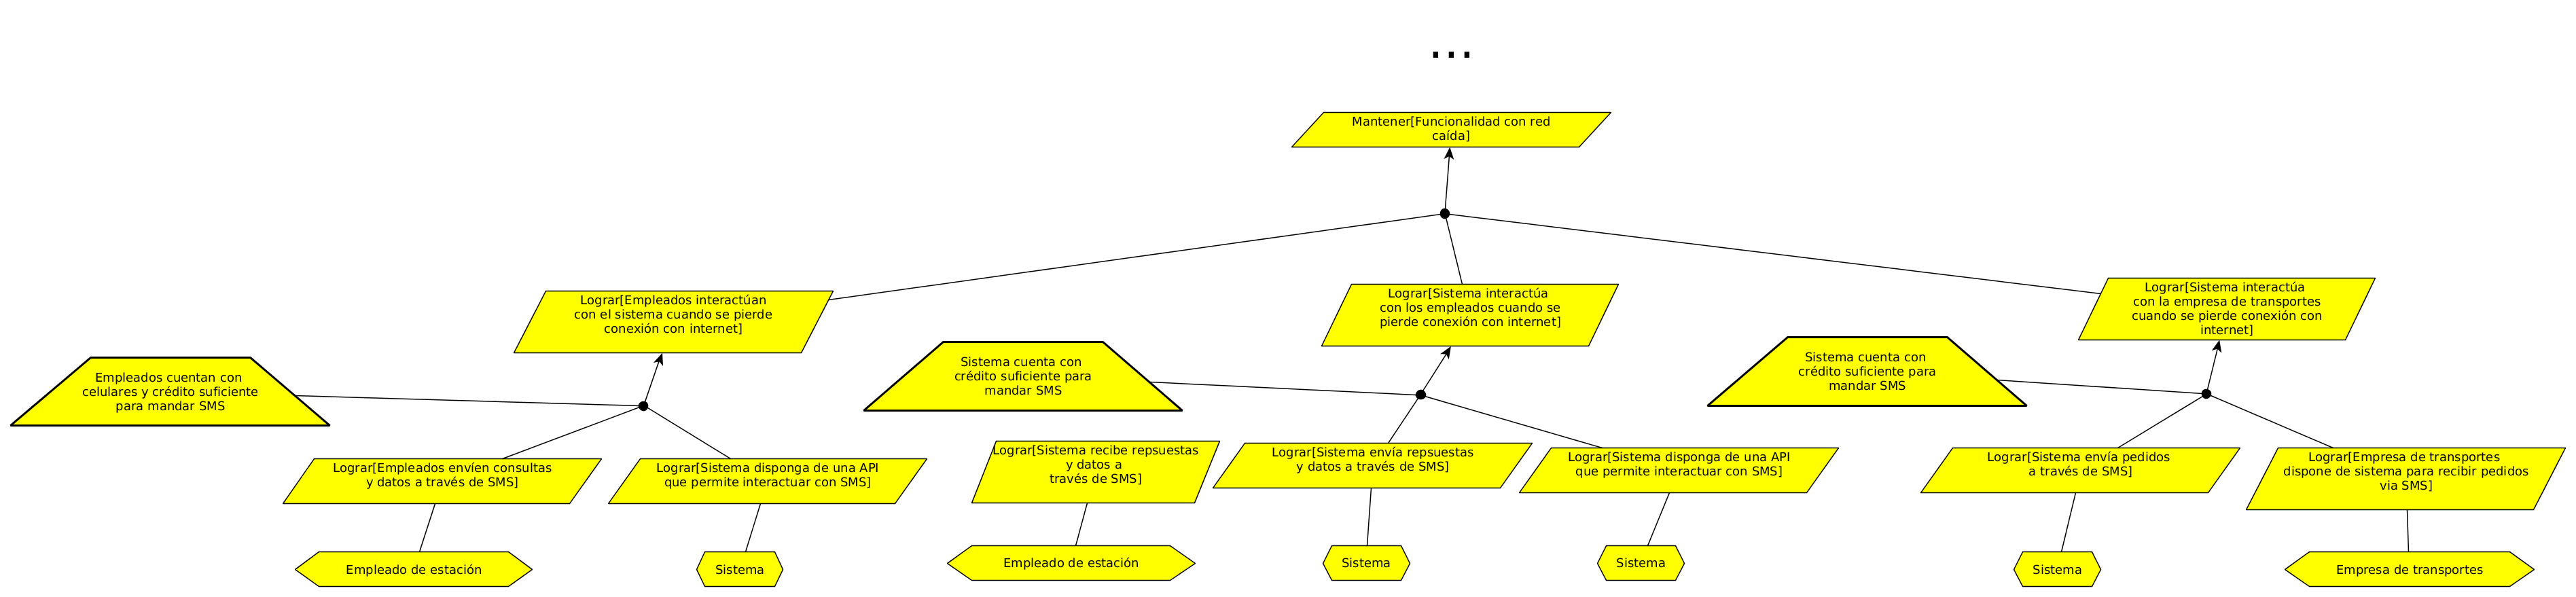 ...
Mantener[Funcionalidad con red
caída]
Lograr[Empleados interactúan
con el sistema cuando se pierde
conexión con internet]
Lograr[Sistema interactúa
con los empleados cuando se
pierde conexión con internet]
Lograr[Sistema interactúa
con la empresa de transportes
cuando se pierde conexión con
internet]
Empleados cuentan con
celulares y crédito suficiente
para mandar SMS
Sistema cuenta con
crédito suficiente para
mandar SMS
Sistema cuenta con
crédito suficiente para
mandar SMS
Lograr[Empleados envíen consultas
y datos a través de SMS]
Lograr[Sistema disponga de una API
que permite interactuar con SMS]
Lograr[Sistema recibe repsuestas
y datos a
través de SMS]
Lograr[Sistema envía repsuestas
y datos a través de SMS]
Lograr[Sistema disponga de una API
que permite interactuar con SMS]
Lograr[Sistema envía pedidos
a través de SMS]
Lograr[Empresa de transportes
dispone de sistema para recibir pedidos
via SMS]
Empleado de estación
Sistema
Empleado de estación
Sistema
Sistema
Sistema
Empresa de transportes